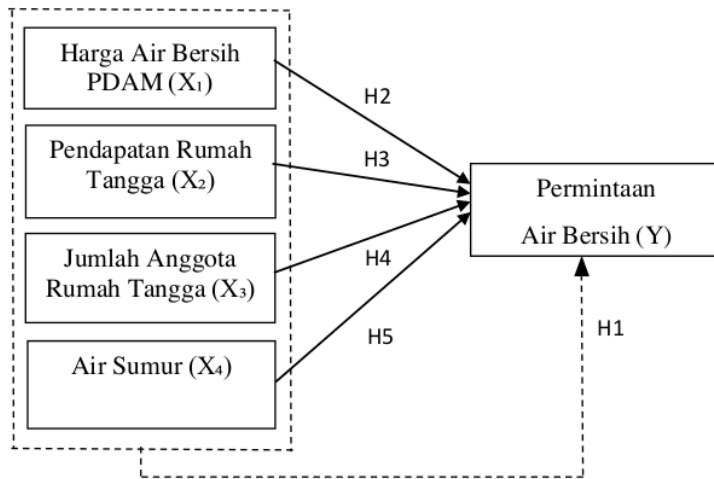 Harga Air Bersih
PDAM (X₁)
H2
Pendapatan Rumah
Tangga (X₂)
H3
Permintaan
Air Bersih (Y)
Jumlah Anggota
Rumah Tangga (X₃)
H4
H5
H1
Air Sumur (X₄)